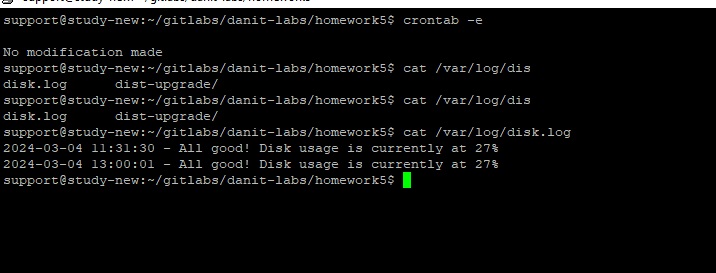 support@study-new:~/gitlabs/danit-labs/homework5$ crontab -e
No modification made
support@study-new:~/gitlabs/danit-labs/homework5$ cat /var/log/dis
disk.log      dist-upgrade/
support@study-new:~/gitlabs/danit-labs/homework5$ cat /var/log/dis
disk.log      dist-upgrade/
support@study-new:~/gitlabs/danit-labs/homework5$ cat /var/log/disk.log
2024-03-04 11:31:30 - All good! Disk usage is currently at 27%
2024-03-04 13:00:01 - All good! Disk usage is currently at 27%
support@study-new:~/gitlabs/danit-labs/homework5$